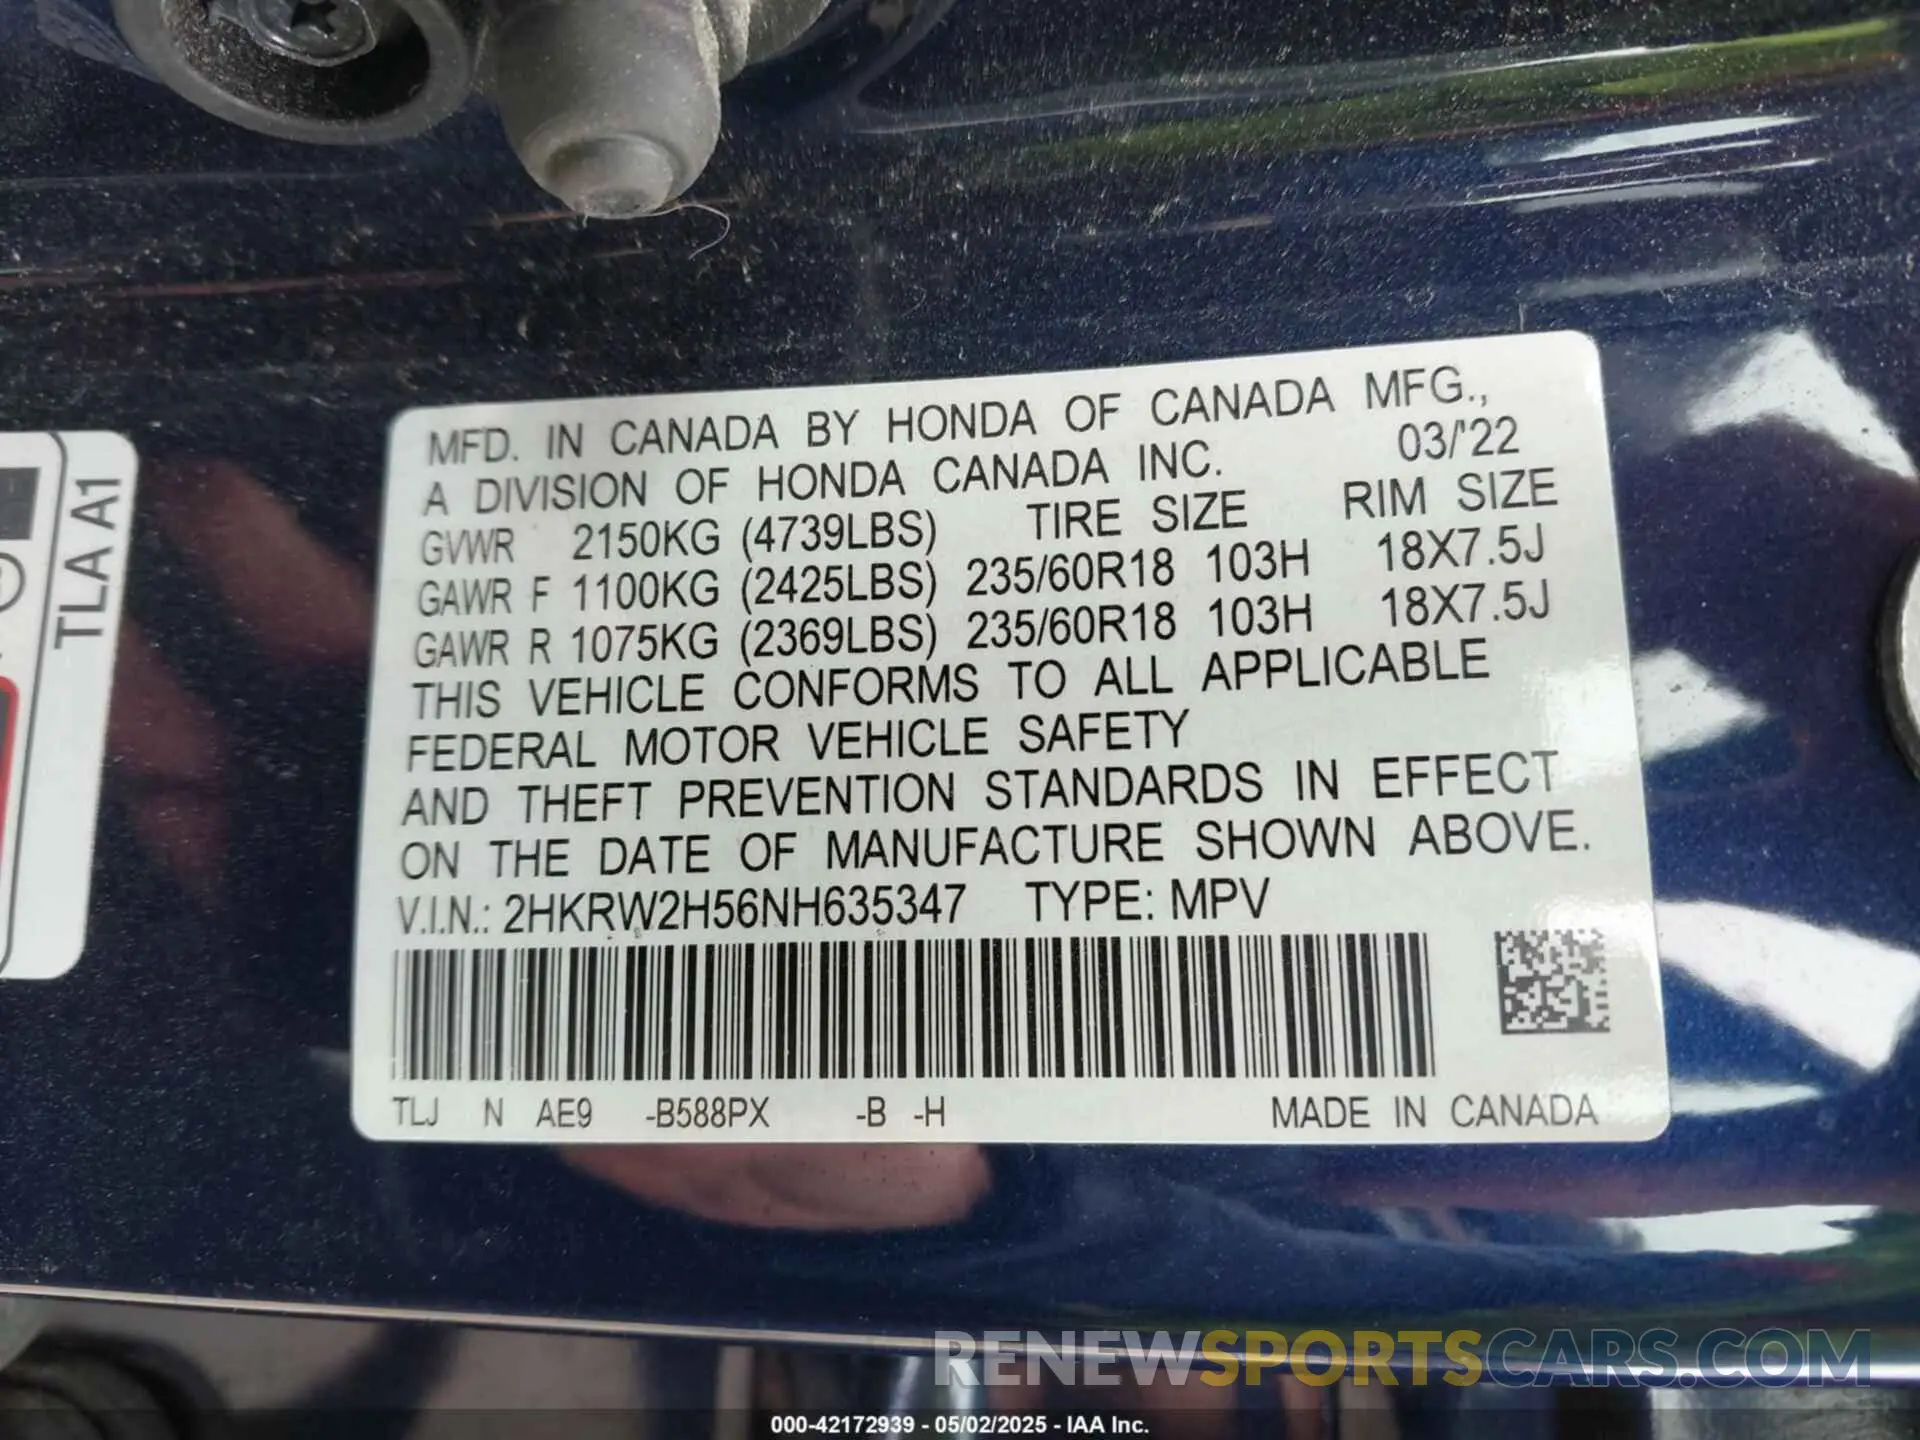 MFD. IN CANADA BY HONDA OF CANADA MFG.,
A DIVISION OF HONDA CANADA INC. 03/'22
GVWR 2150KG (4739LBS) TIRE SIZE RIM SIZE
GAWR F 1100KG (2425LBS) 235/60R18 103H 18X7.5J
GAWR R 1075KG (2369LBS) 235/60R18 103H 18X7.5J
THIS VEHICLE CONFORMS TO ALL APPLICABLE
FEDERAL MOTOR VEHICLE SAFETY
AND THEFT PREVENTION STANDARDS IN EFFECT
ON THE DATE OF MANUFACTURE SHOWN ABOVE.
V.I.N.: 2HKRW2H56NH635347 TYPE: MPV
TLJ N AE9 -B588PX -B -H MADE IN CANADA
TLA A1
RENEWSPORTSCARS.COM
000-42172939 - 05/02/2025 - IAA Inc.